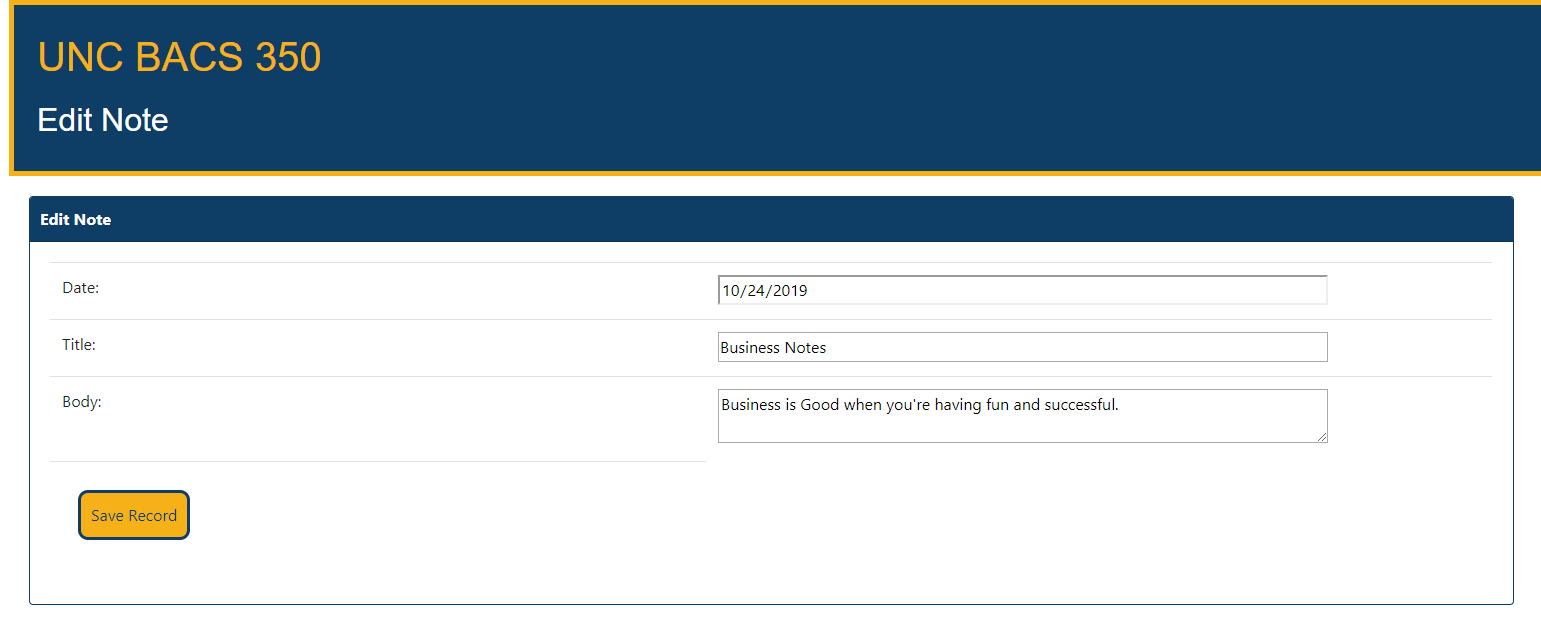 UNC BACS 350
Edit Note
Edit Note
Date:
10/24/2019
Title:
Business Notes
Body:
Business is Good when you're having fun and successful.
Save Record